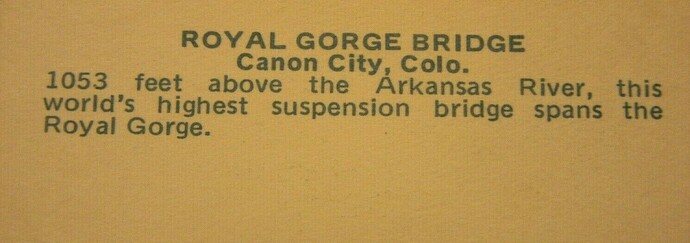 ROYAL GORGE BRIDGE
Canon City, Colo.
1053 feet above the Arkansas River, this
world's highest suspension bridge spans the
Royal Gorge.